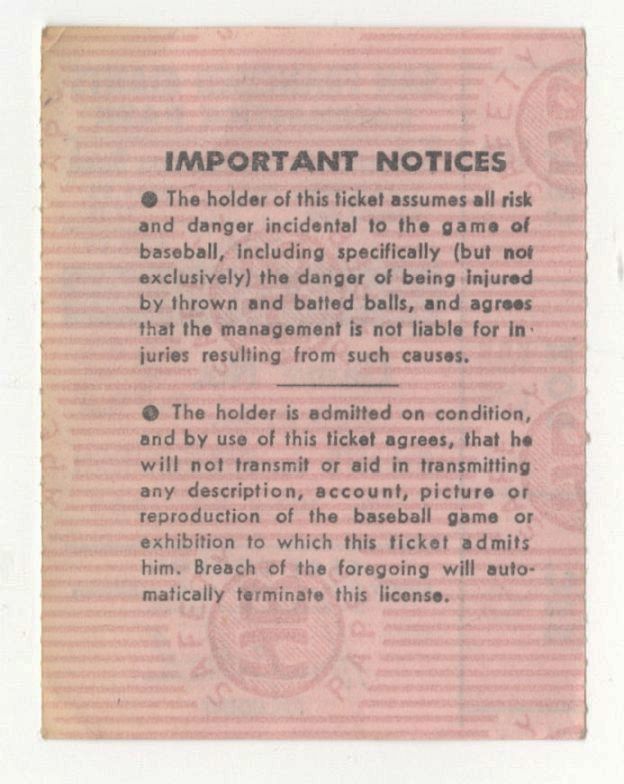 IMPORTANT NOTICES
● The holder of this ticket assumes all risk
and danger incidental to the game of
baseball, including specifically (but not
exclusively) the danger of being injured
by thrown and batted balls, and agrees
that the management is not liable for in-
juries resulting from such causes.
● The holder is admitted on condition,
and by use of this ticket agrees, that he
will not transmit or aid in transmitting
any description, account, picture or
reproduction of the baseball game or
exhibition to which this ticket admits
him. Breach of the foregoing will auto-
matically terminate this license.
SAFETY
PAPER